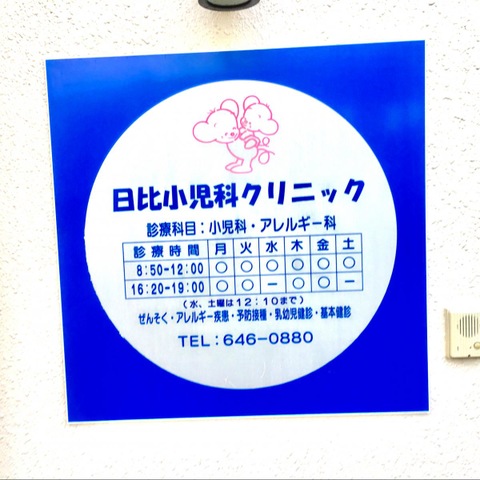 日比小児科クリニック
診療科目：小児科・アレルギー科
診療時間 月 火 水 木 金 土
8:50-12:00 ○ ○ ○ ○ ○ ○
16:20-19:00 ○ ○ － ○ ○ －
（水、土曜は12：10まで）
ぜんそく・アレルギー疾患・予防接種・乳幼児健診・基本健診
TEL：646-0880